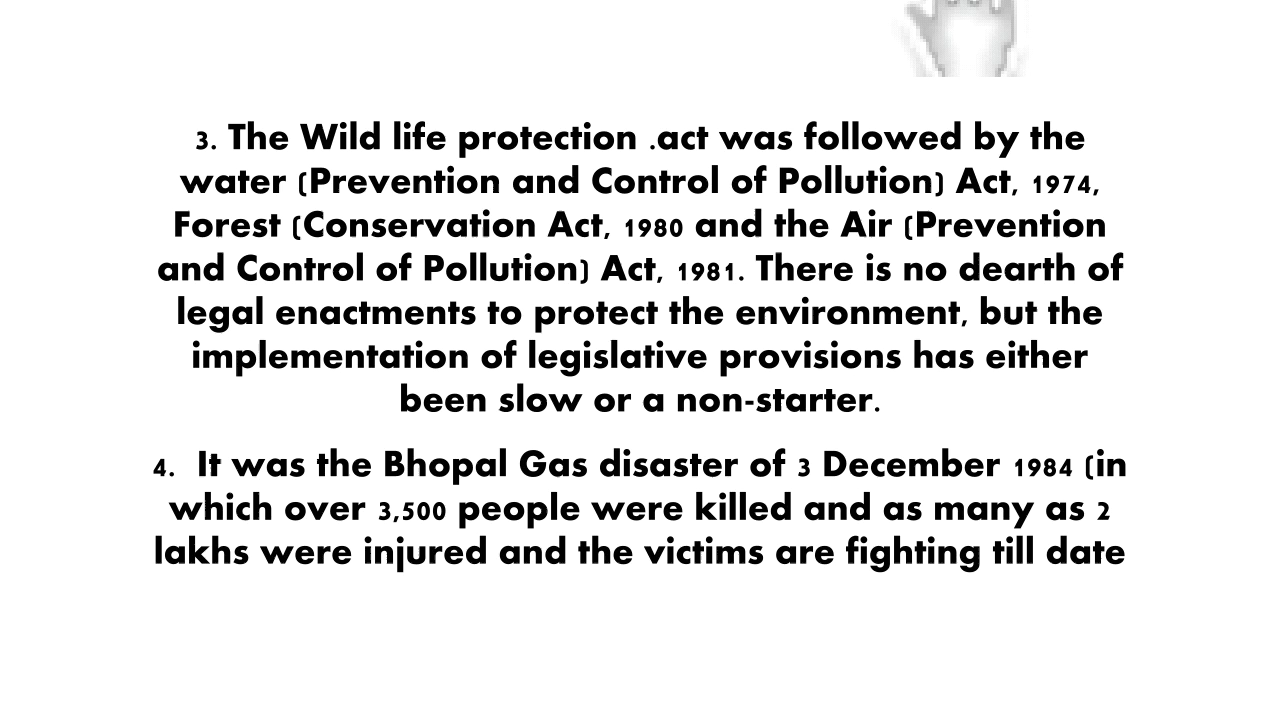 3. The Wild life protection .act was followed by the
water (Prevention and Control of Pollution) Act, 1974,
Forest (Conservation Act, 1980 and the Air (Prevention
and Control of Pollution) Act, 1981. There is no dearth of
legal enactments to protect the environment, but the
implementation of legislative provisions has either
been slow or a non-starter.
4.  It was the Bhopal Gas disaster of 3 December 1984 (in
which over 3,500 people were killed and as many as 2
lakhs were injured and the victims are fighting till date